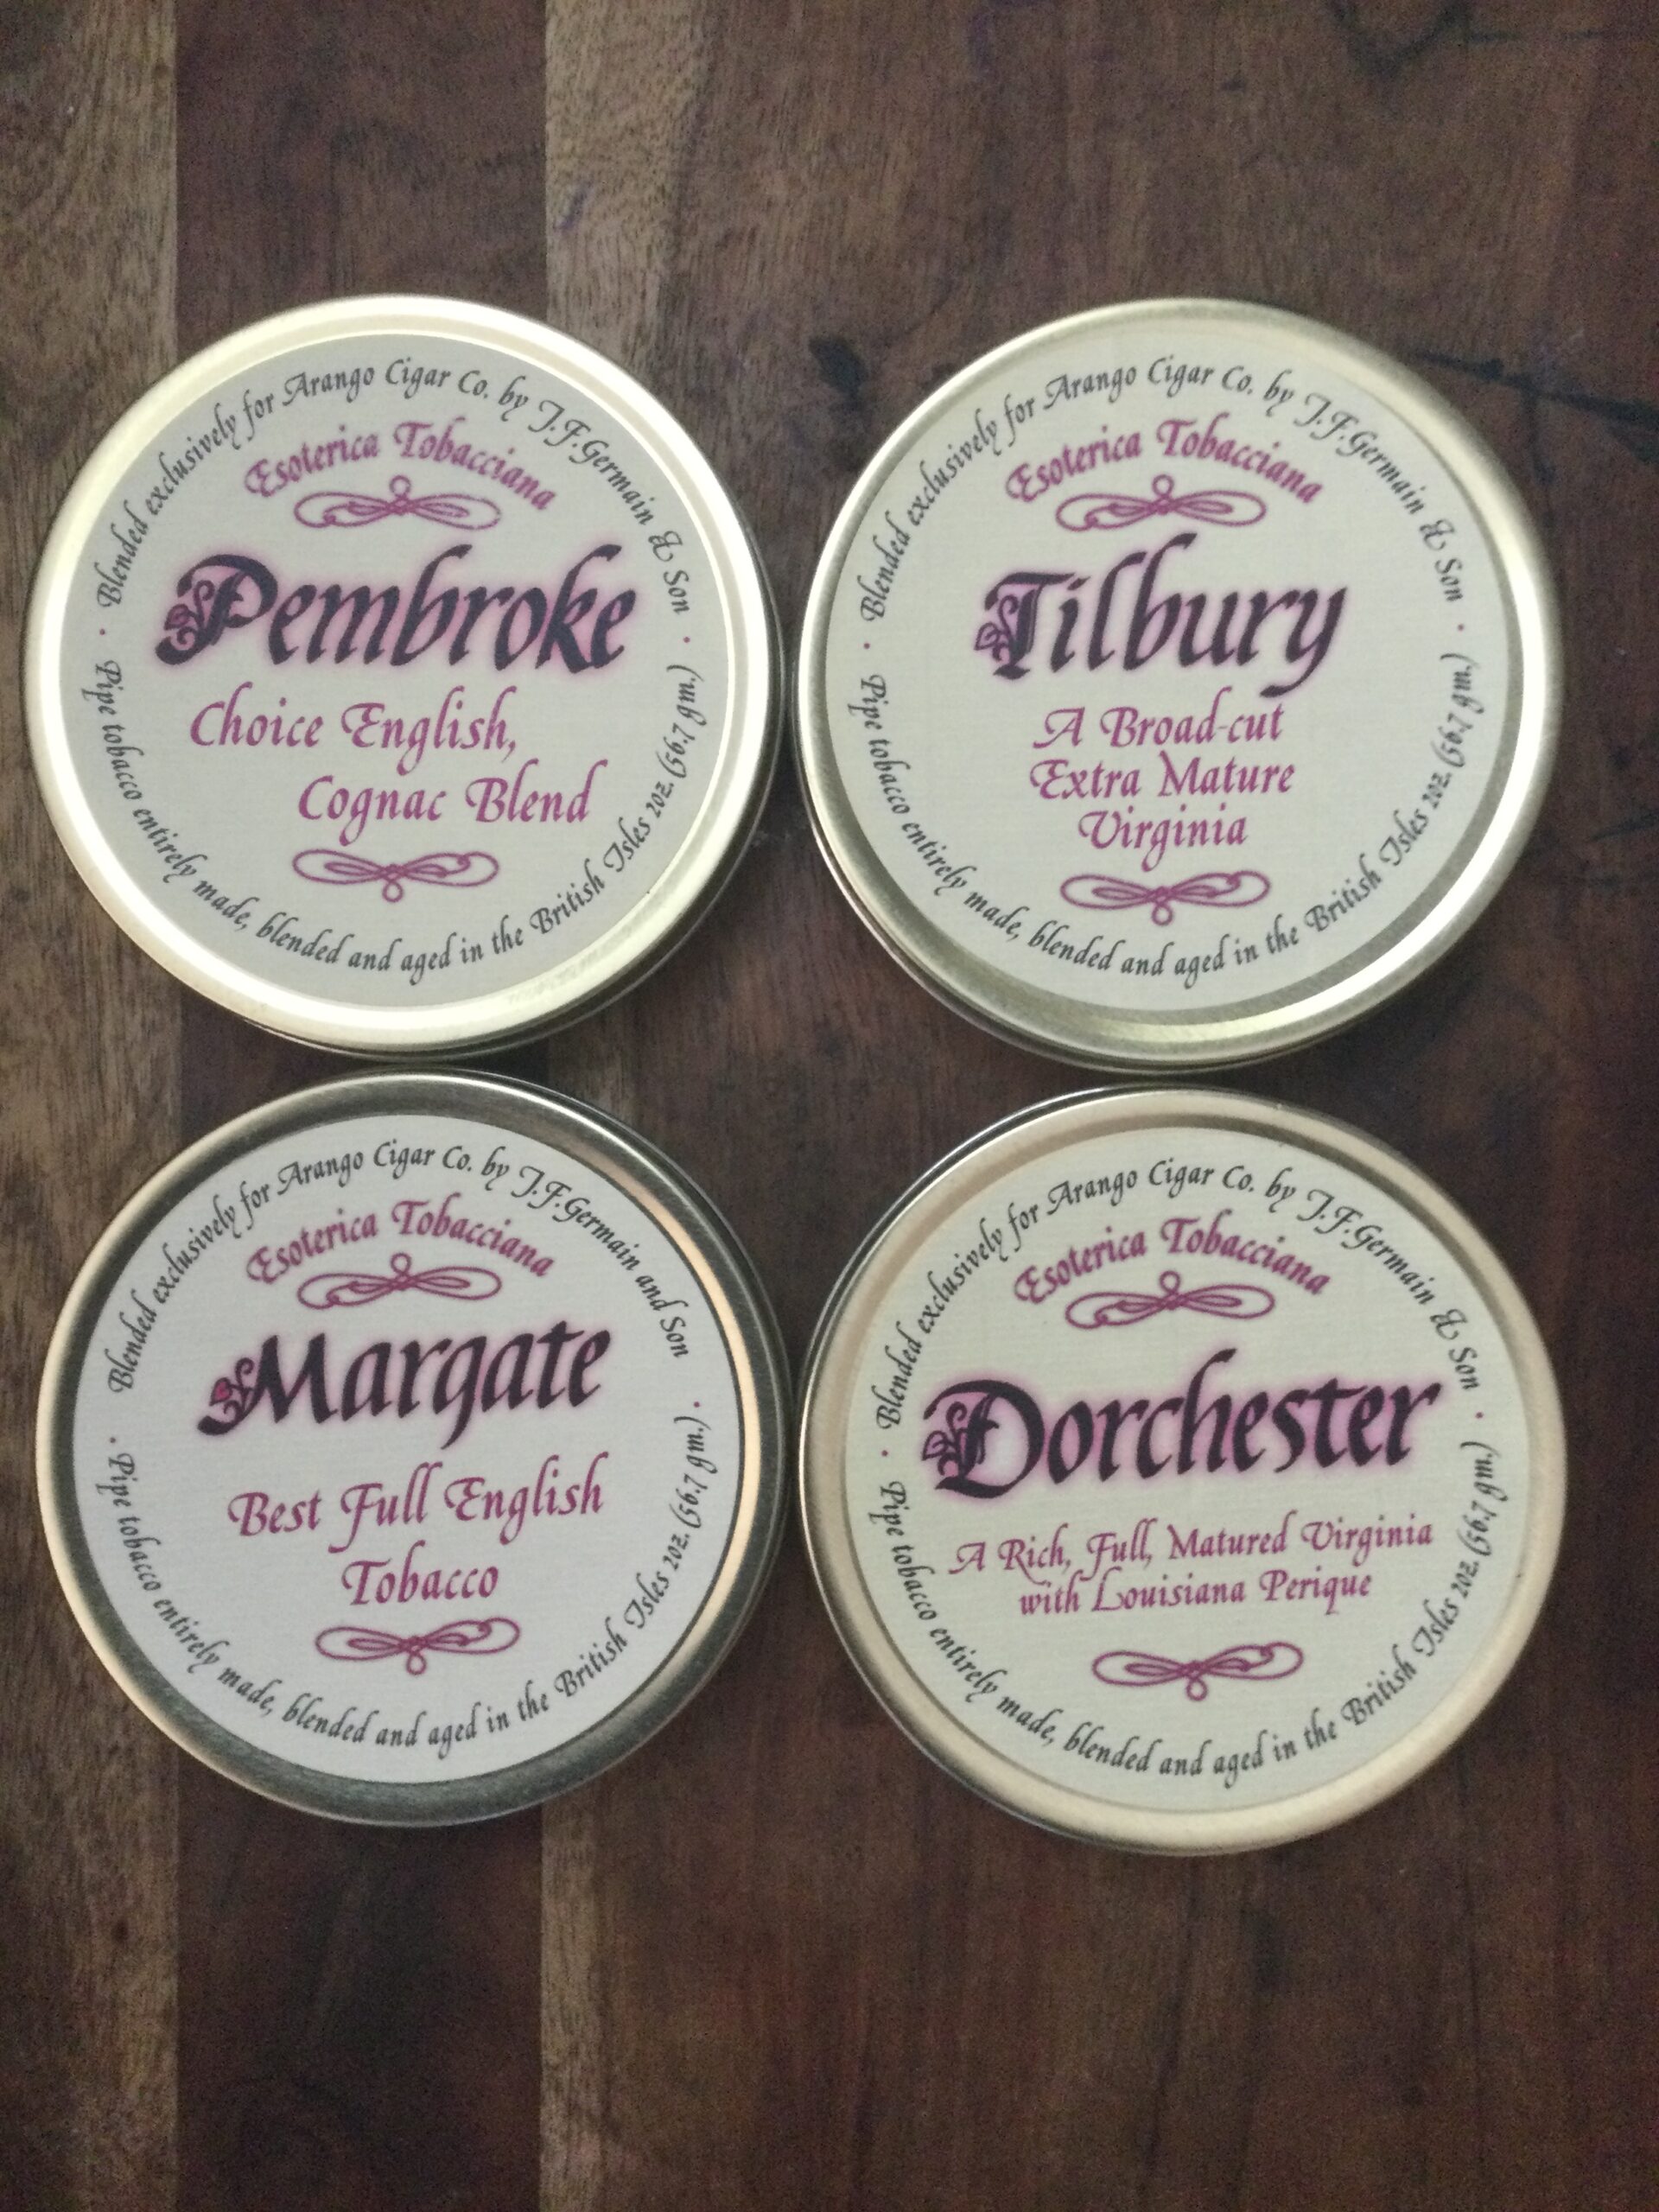 Blended exclusively for Arango Cigar Co. by J.F.Germain & Son
Esoterica Tobacciana
Pembroke
Choice English,
Cognac Blend
Pipe tobacco entirely made, blended and aged in the British Isles 2oz. (56.7 gm.)
Blended exclusively for Arango Cigar Co. by J.F.Germain & Son
Esoterica Tobacciana
Tilbury
A Broad-cut
Extra Mature
Virginia
Pipe tobacco entirely made, blended and aged in the British Isles 2oz. (56.7 gm.)
Blended exclusively for Arango Cigar Co. by J.F.Germain and Son
Esoterica Tobacciana
Margate
Best Full English
Tobacco
Pipe tobacco entirely made, blended and aged in the British Isles 2oz. (56.7 gm.)
Blended exclusively for Arango Cigar Co. by J.F.Germain & Son
Esoterica Tobacciana
Dorchester
A Rich, Full, Matured Virginia
with Louisiana Perique
Pipe tobacco entirely made, blended and aged in the British Isles 2oz. (56.7 gm.)